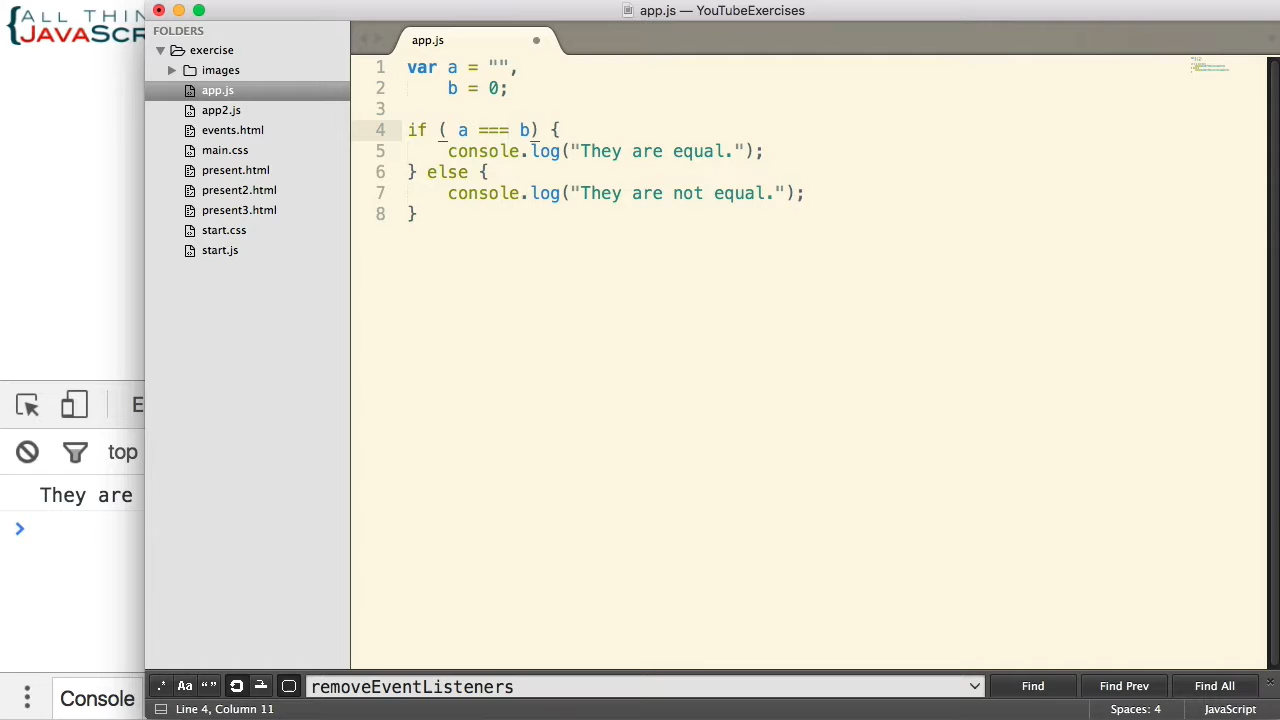 {ALL THIN
JAVASCR
app.js — YouTubeExercises
FOLDERS
exercise
images
app.js
app2.js
events.html
main.css
present.html
present2.html
present3.html
start.css
start.js
app.js
1 var a = "",
2 b = 0;
3
4 if ( a === b) {
5 console.log("They are equal.");
6 } else {
7 console.log("They are not equal.");
8 }
E
top
They are
>
Console
.* Aa “ ” removeEventListeners Find Find Prev Find All
Line 4, Column 11 Spaces: 4 JavaScript